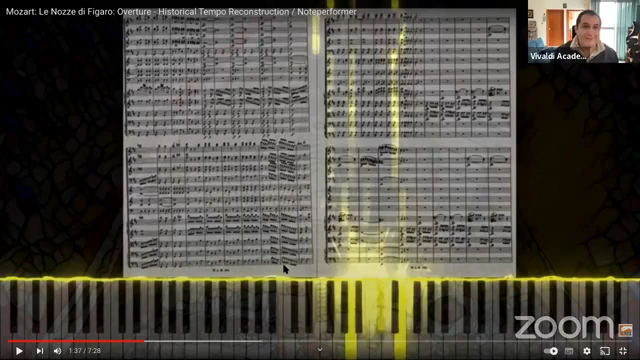 Mozart: Le Nozze di Figaro: Overture - Historical Tempo Reconstruction / Noteperformer
Vivaldi Acade...
zoom
1:37 / 7:28